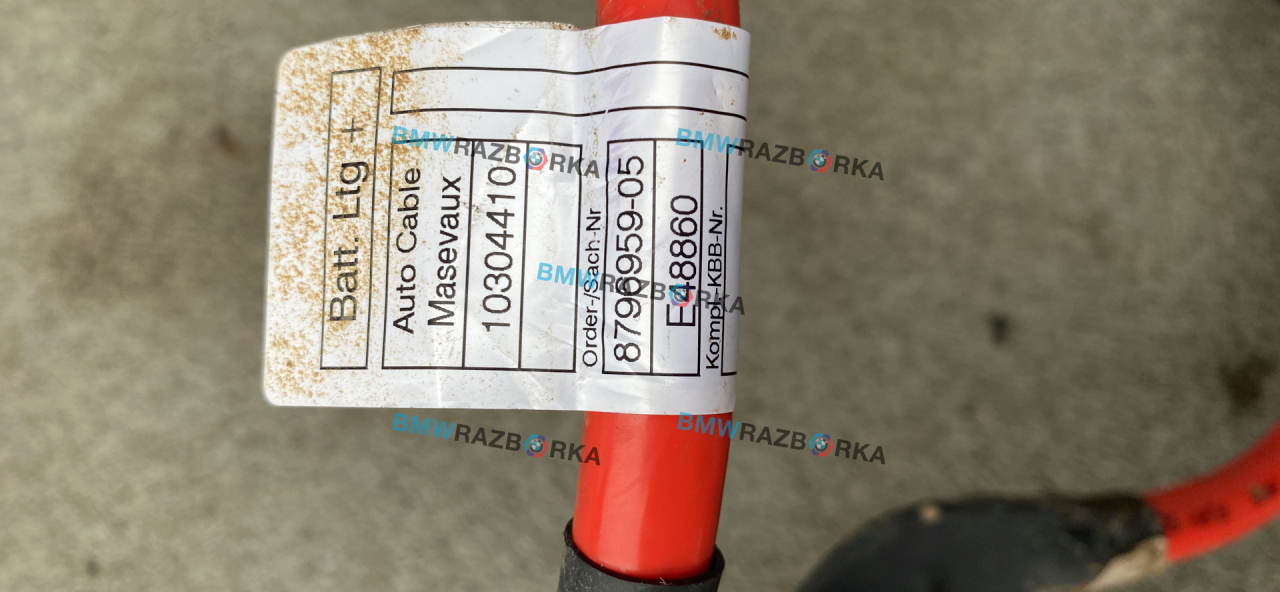 Batt. Ltg +
Auto Cable
Masevaux
10304410
Order-/Sach-Nr
8796959-05
E48860
Kompl.-KBB-Nr.
BMWRAZBORKA
BMWRAZBORKA
BMWRAZBORKA
BMWRAZBORKA
BMWRAZBORKA